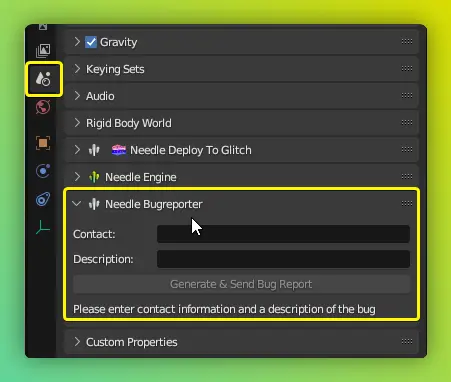 Gravity
Keying Sets
Audio
Rigid Body World
Needle Deploy To Glitch
Needle Engine
Needle Bugreporter
Contact:
Description:
Generate & Send Bug Report
Please enter contact information and a description of the bug
Custom Properties